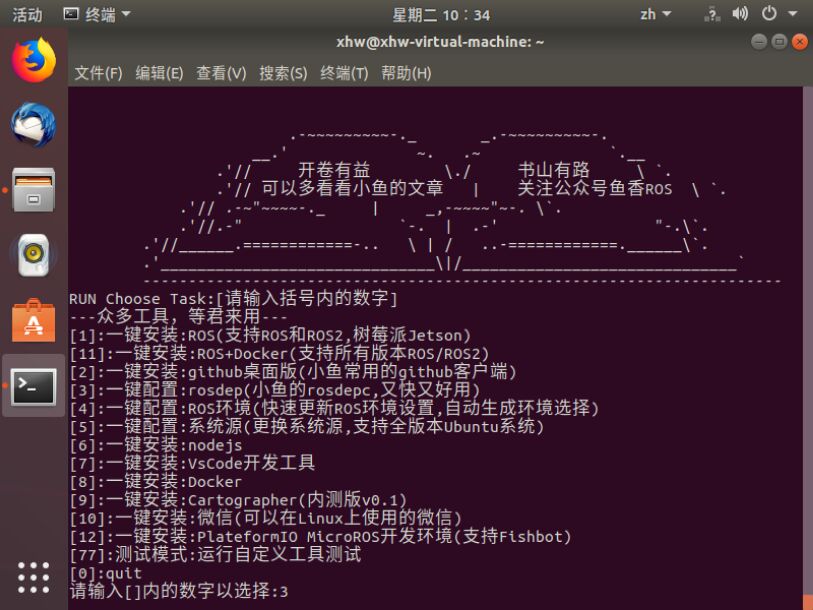 活动 终端 星期二 10：34 zh
xhw@xhw-virtual-machine: ~
文件(F) 编辑(E) 查看(V) 搜索(S) 终端(T) 帮助(H)
开卷有益 书山有路
可以多看看小鱼的文章 关注公众号鱼香ROS
RUN Choose Task:[请输入括号内的数字]
---众多工具，等君来用---
[1]:一键安装:ROS(支持ROS和ROS2,树莓派Jetson)
[11]:一键安装:ROS+Docker(支持所有版本ROS/ROS2)
[2]:一键安装:github桌面版(小鱼常用的github客户端)
[3]:一键配置:rosdep(小鱼的rosdepc,又快又好用)
[4]:一键配置:ROS环境(快速更新ROS环境设置,自动生成环境选择)
[5]:一键配置:系统源(更换系统源,支持全版本Ubuntu系统)
[6]:一键安装:nodejs
[7]:一键安装:VsCode开发工具
[8]:一键安装:Docker
[9]:一键安装:Cartographer(内测版v0.1)
[10]:一键安装:微信(可以在Linux上使用的微信)
[12]:一键安装:PlateformIO MicroROS开发环境(支持Fishbot)
[77]:测试模式:运行自定义工具测试
[0]:quit
请输入[]内的数字以选择:3